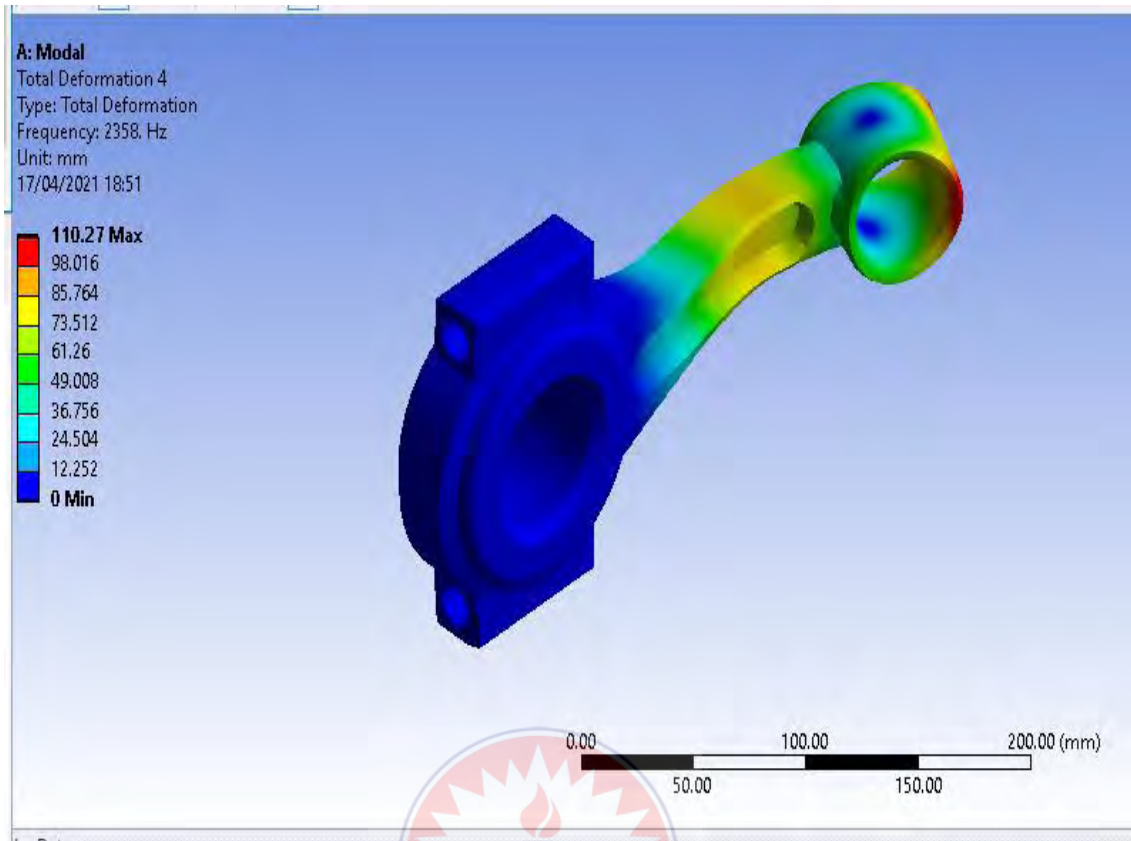 A: Modal
Total Deformation 4
Type: Total Deformation
Frequency: 2358. Hz
Unit: mm
17/04/2021 18:51
110.27 Max
98.016
85.764
73.512
61.26
49.008
36.756
24.504
12.252
0 Min
0.00 100.00 200.00 (mm)
50.00 150.00